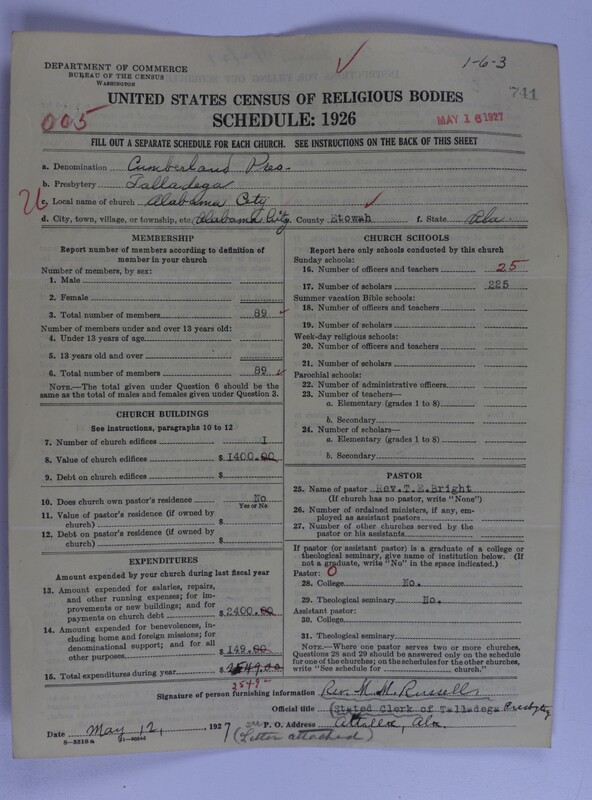 1-6-3
DEPARTMENT OF COMMERCE
BUREAU OF THE CENSUS
WASHINGTON
741
UNITED STATES CENSUS OF RELIGIOUS BODIES
005
SCHEDULE: 1926
MAY 16 1927
FILL OUT A SEPARATE SCHEDULE FOR EACH CHURCH. SEE INSTRUCTIONS ON THE BACK OF THIS SHEET
a. Denomination Cumberland Pres.
b. Presbytery Talladega
c. Local name of church Alabama City
d. City, town, village, or township, etc. Alabama City. County Etowah f. State Ala
MEMBERSHIP
Report number of members according to definition of
member in your church
Number of members, by sex:
1. Male
2. Female
3. Total number of members 89
Number of members under and over 13 years old:
4. Under 13 years of age
5. 13 years old and over
6. Total number of members 89
NOTE.—The total given under Question 6 should be the
same as the total of males and females given under Question 3.
CHURCH BUILDINGS
See instructions, paragraphs 10 to 12
7. Number of church edifices 1
8. Value of church edifices $1400.00
9. Debt on church edifices $
10. Does church own pastor's residence No
Yes or No
11. Value of pastor's residence (if owned by
church) $
12. Debt on pastor's residence (if owned by
church) $
EXPENDITURES
Amount expended by your church during last fiscal year
13. Amount expended for salaries, repairs,
and other running expenses; for im-
provements or new buildings; and for
payments on church debt $2400.00
14. Amount expended for benevolences, in-
cluding home and foreign missions; for
denominational support; and for all
other purposes $149.00
15. Total expenditures during year $2549.00
2549
CHURCH SCHOOLS
Report here only schools conducted by this church
Sunday schools:
16. Number of officers and teachers 25
17. Number of scholars 225
Summer vacation Bible schools:
18. Number of officers and teachers
19. Number of scholars
Week-day religious schools:
20. Number of officers and teachers
21. Number of scholars
Parochial schools:
22. Number of administrative officers
23. Number of teachers—
a. Elementary (grades 1 to 8)
b. Secondary
24. Number of scholars—
a. Elementary (grades 1 to 8)
b. Secondary
PASTOR
25. Name of pastor Rev.T.E.Bright
(If church has no pastor, write "None")
26. Number of ordained ministers, if any, em-
ployed as assistant pastors
27. Number of other churches served by the
pastor or his assistants
If pastor (or assistant pastor) is a graduate of a college or
theological seminary, give name of institution below. (If
not a graduate, write "No" in the space indicated.)
Pastor: 0
28. College No.
29. Theological seminary No.
Assistant pastor:
30. College
31. Theological seminary
NOTE.—Where one pastor serves two or more churches,
Questions 28 and 29 should be answered only on the schedule
for one of the churches; on the schedules for the other churches,
write "See schedule for church."
Signature of person furnishing information Rev. M. M. Russell
Official title (Stated Clerk of Talladega Presbytery
Date May 12, 1927 P. O. Address Attalla, Ala.
(Letter attached)